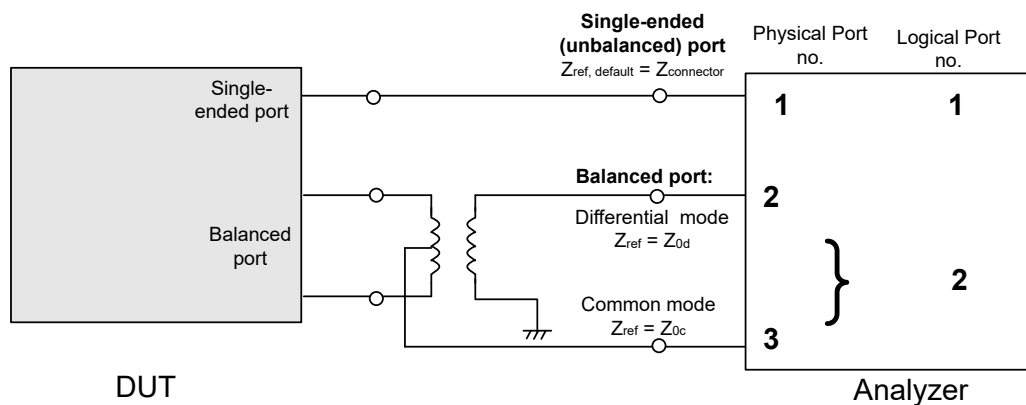 Single-ended
(unbalanced) port
Zref, default = Zconnector
Physical Port
no.
Logical Port
no.
Single-
ended port
1
1
Balanced port:
2
Differential mode
Zref = Z0d
Balanced
port
}
2
Common mode
Zref = Z0c
3
DUT
Analyzer